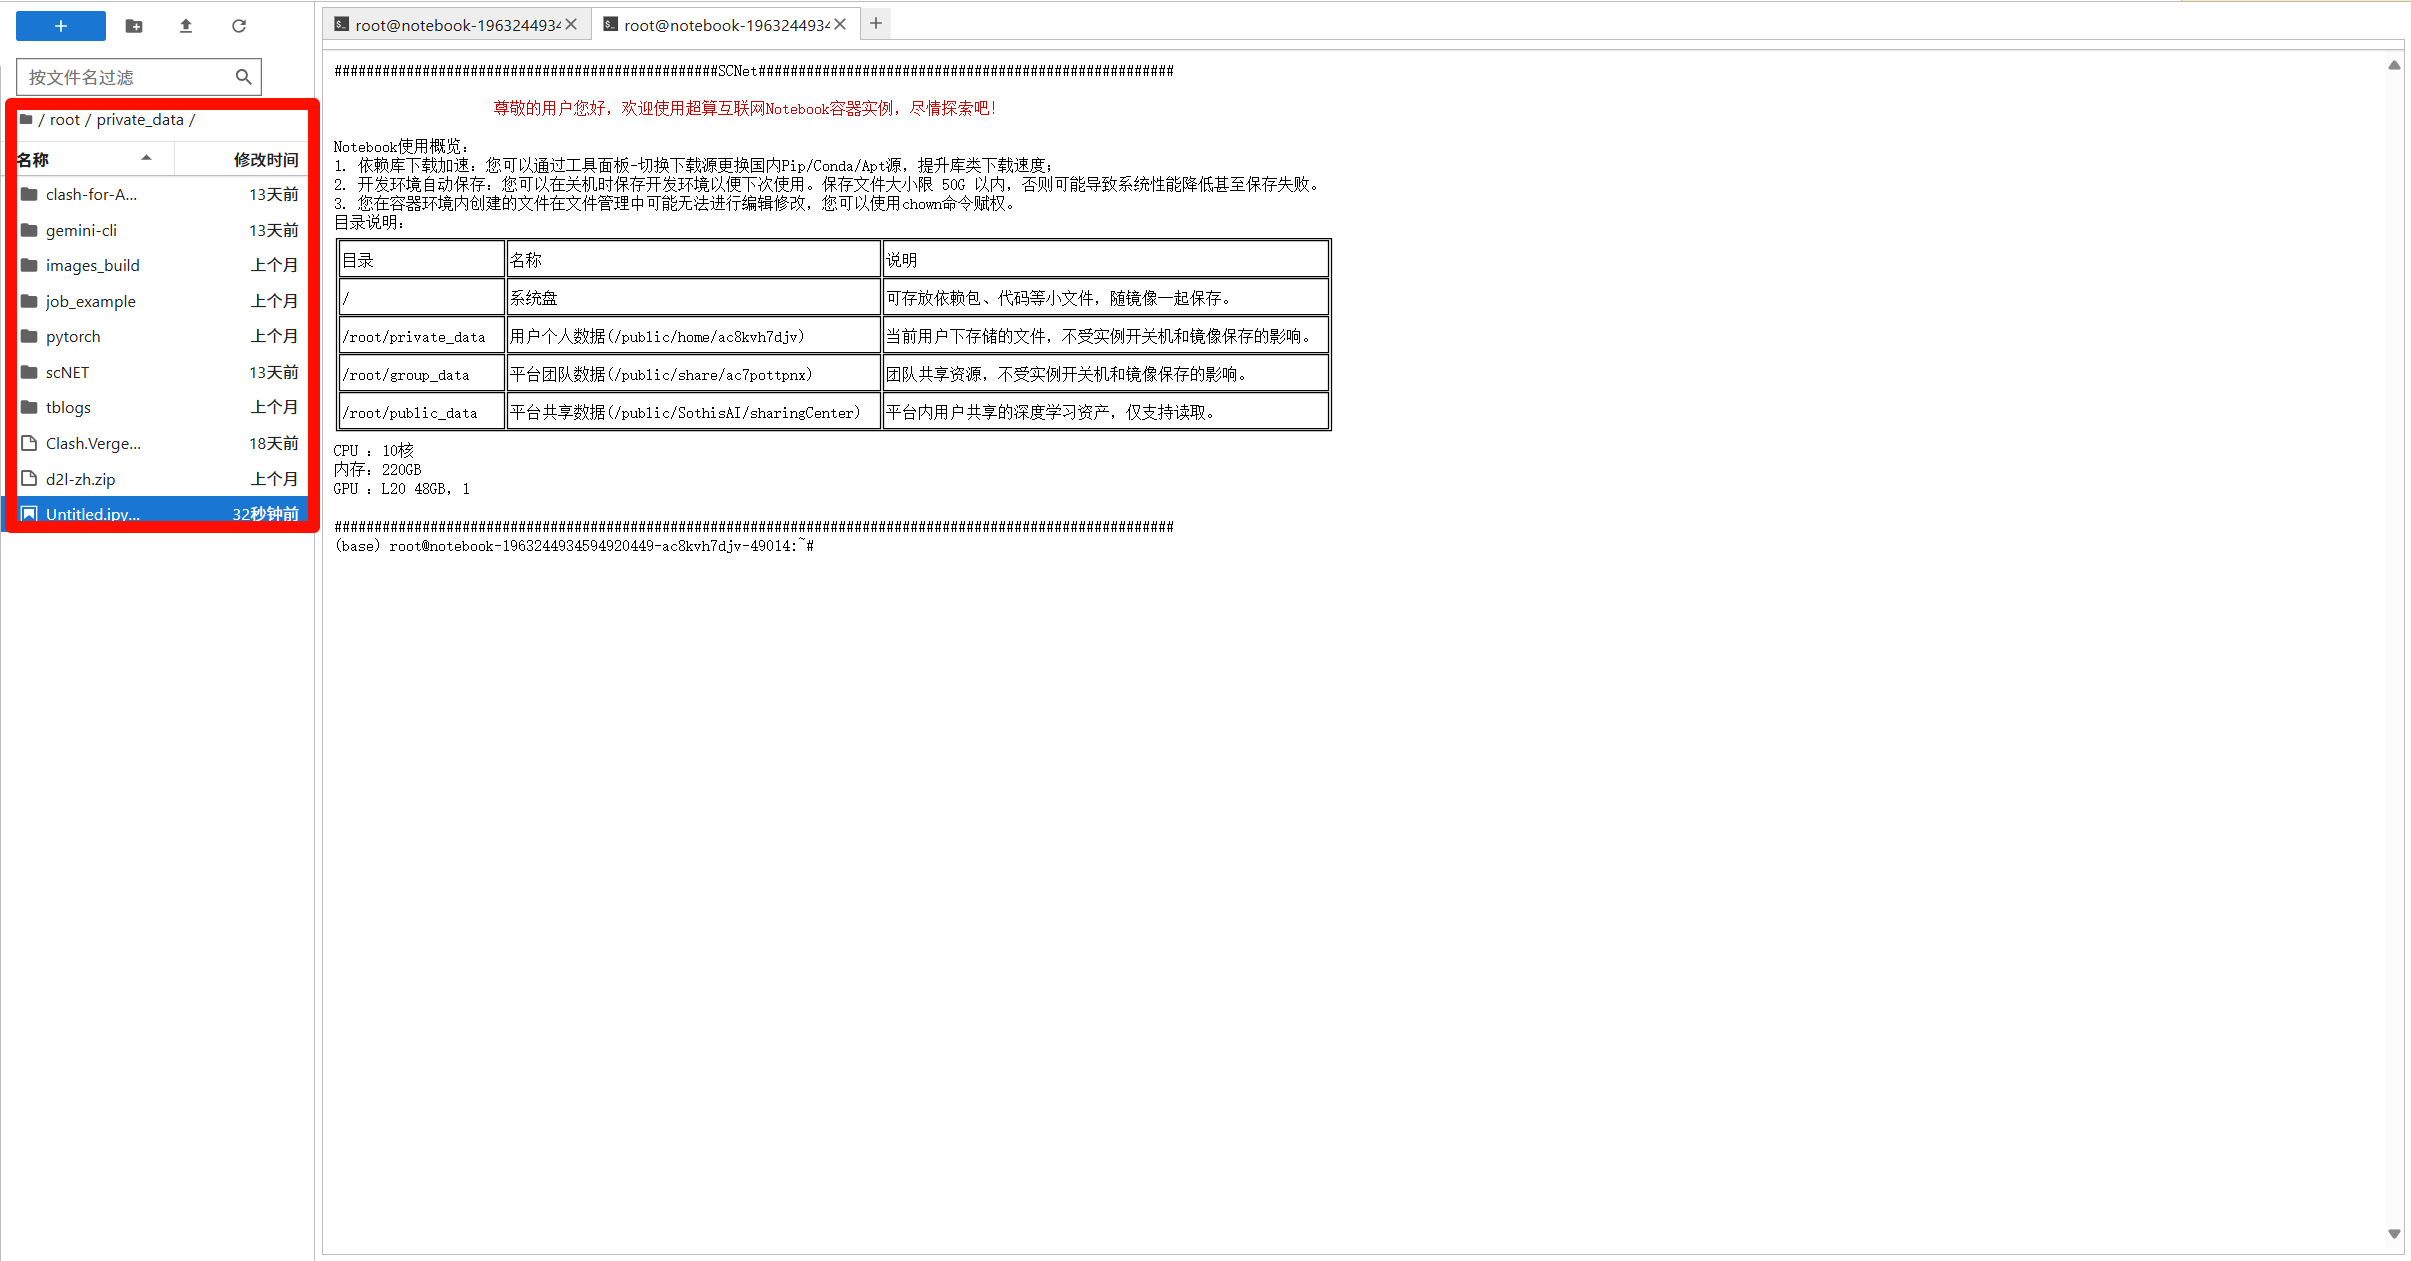 root@notebook-1963244934
root@notebook-1963244934
按文件名过滤
/ root / private_data /
名称 修改时间
clash-for-A... 13天前
gemini-cli 13天前
images_build 上个月
job_example 上个月
pytorch 上个月
scNET 13天前
tblogs 上个月
Clash.Verge... 18天前
d2l-zh.zip 上个月
Untitled.ipy... 32秒钟前
################################################SCNet####################################################
尊敬的用户您好，欢迎使用超算互联网Notebook容器实例，尽情探索吧！
Notebook使用概览：
1. 依赖库下载加速：您可以通过工具面板-切换下载源更换国内Pip/Conda/Apt源，提升库类下载速度；
2. 开发环境自动保存：您可以在关机时保存开发环境以便下次使用。保存文件大小限 50G 以内，否则可能导致系统性能降低甚至保存失败。
3. 您在容器环境内创建的文件在文件管理中可能无法进行编辑修改，您可以使用chown命令赋权。
目录说明：
目录 名称 说明
/ 系统盘 可存放依赖包、代码等小文件，随镜像一起保存。
/root/private_data 用户个人数据(/public/home/ac8kvh7djv) 当前用户下存储的文件，不受实例开关机和镜像保存的影响。
/root/group_data 平台团队数据(/public/share/ac7pottpnx) 团队共享资源，不受实例开关机和镜像保存的影响。
/root/public_data 平台共享数据(/public/SothisAI/sharingCenter) 平台内用户共享的深度学习资产，仅支持读取。
CPU ：10核
内存：220GB
GPU ：L20 48GB，1
#########################################################################################################
(base) root@notebook-1963244934594920449-ac8kvh7djv-49014:~#